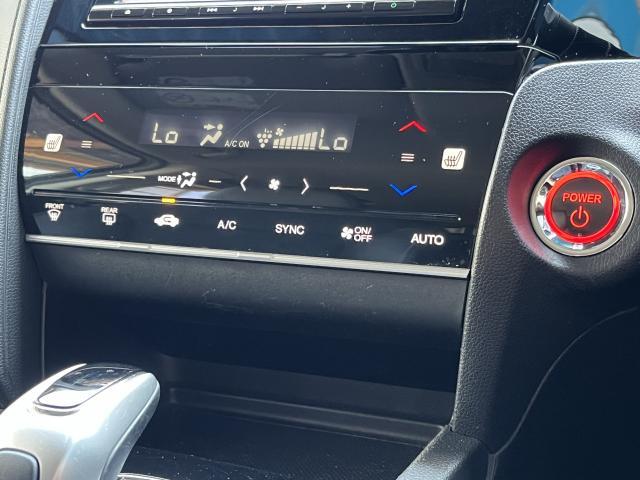 Lo A/C ON Lo
MODE
FRONT REAR A/C SYNC ON/OFF AUTO
POWER